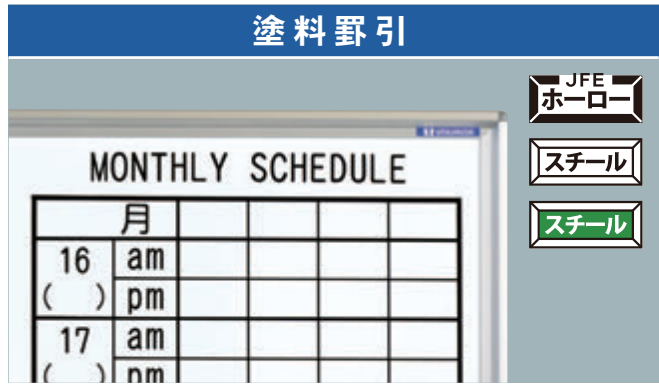 塗料罫引
JFE
ホーロー
スチール
スチール
MONTHLY SCHEDULE
月
16 am
( ) pm
17 am
( ) pm